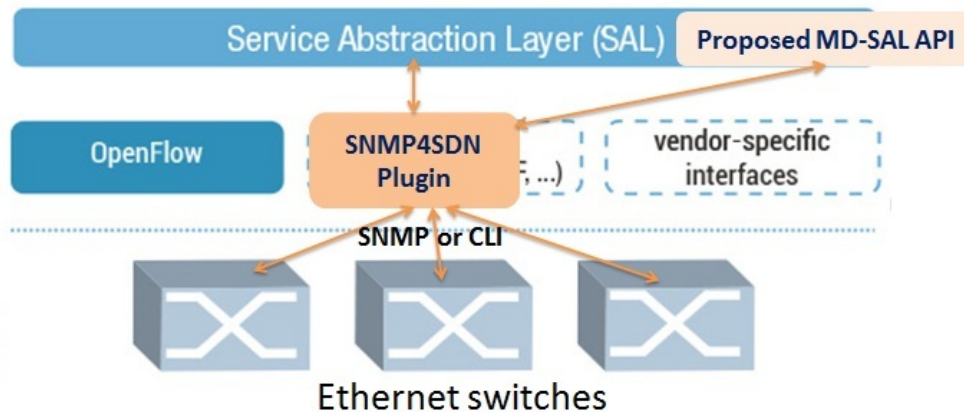 Service Abstraction Layer (SAL)
Proposed MD-SAL API
OpenFlow
SNMP4SDN
Plugin
, ...)
vendor-specific
interfaces
SNMP or CLI
Ethernet switches